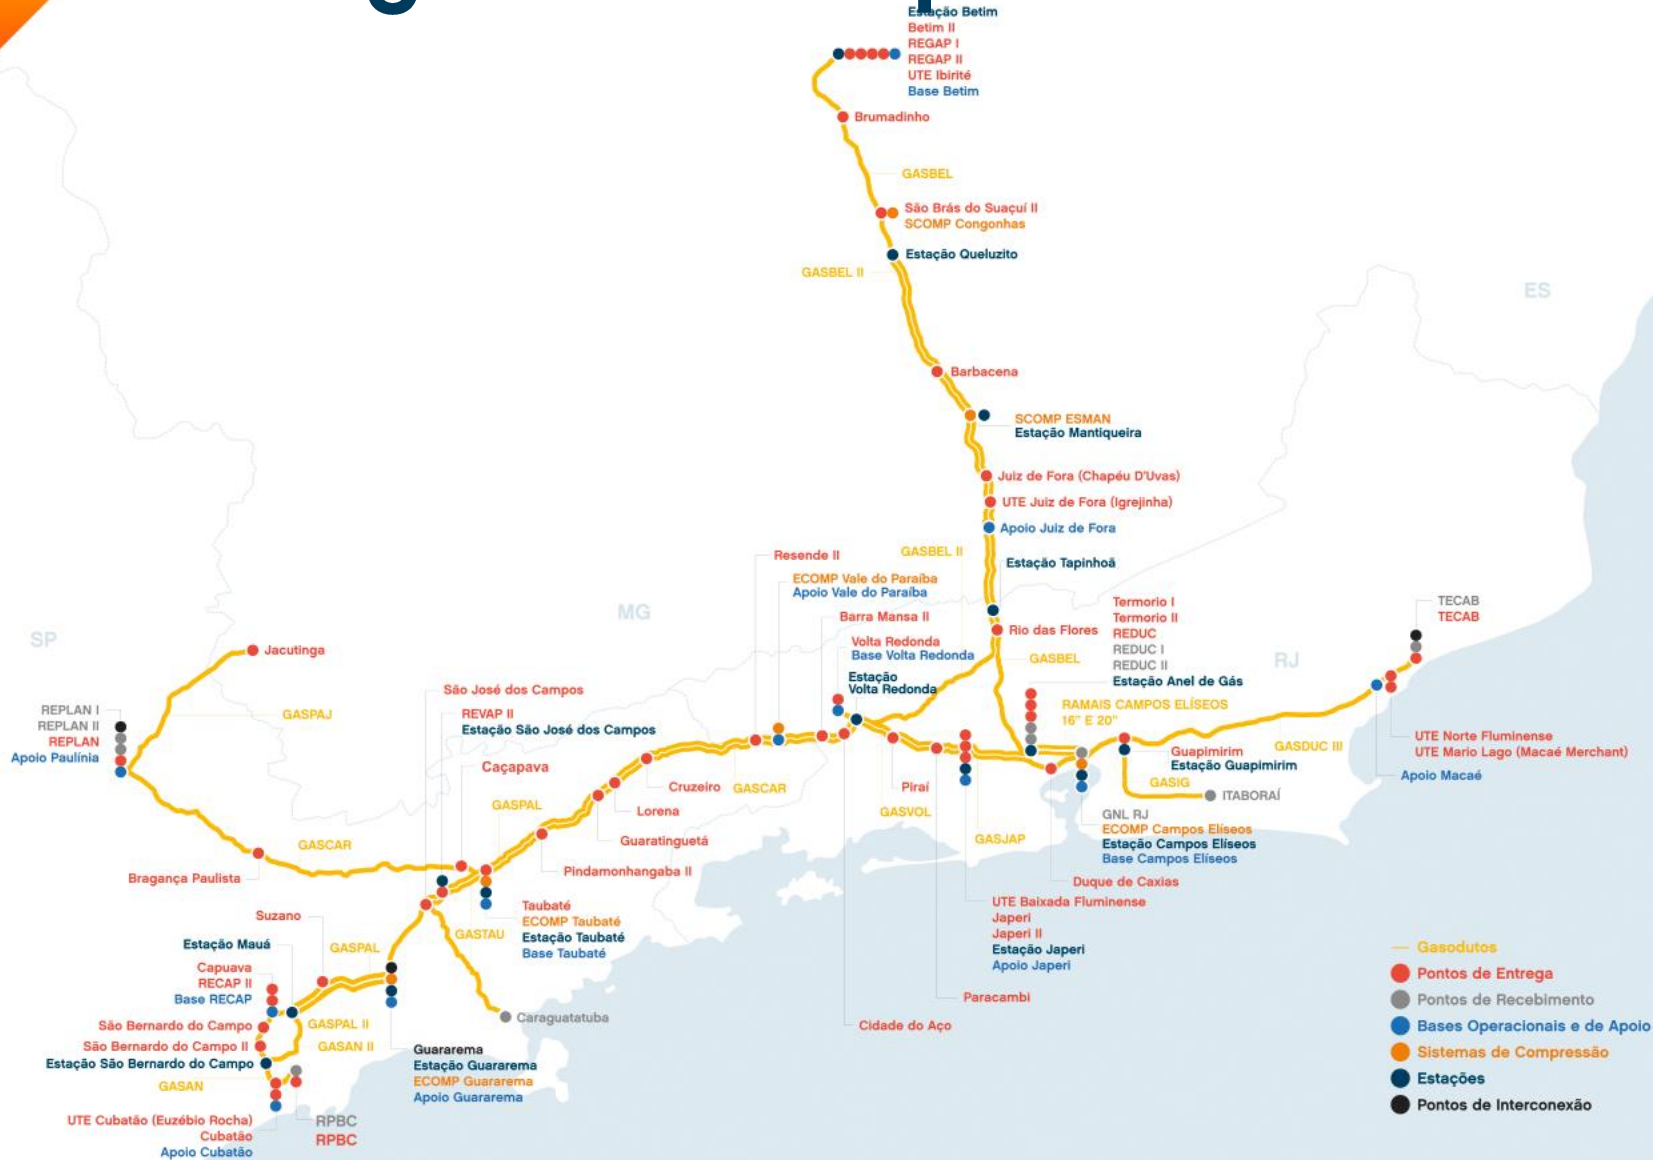 Estação Betim
Betim II
REGAP I
REGAP II
UTE Ibirité
Base Betim
Brumadinho
GASBEL
São Brás do Suaçuí II
SCOMP Congonhas
Estação Queluzito
GASBEL II
ES
Barbacena
SCOMP ESMAN
Estação Mantiqueira
Juiz de Fora (Chapéu D'Uvas)
UTE Juiz de Fora (Igrejinha)
Apoio Juiz de Fora
GASBEL II
Resende II
Estação Tapinhoã
ECOMP Vale do Paraíba
Apoio Vale do Paraíba
MG
Barra Mansa II
Termorio I
Termorio II
REDUC
REDUC I
REDUC II
Estação Anel de Gás
TECAB
TECAB
Rio das Flores
SP
Volta Redonda
Base Volta Redonda
Jacutinga
GASBEL
RJ
Estação
Volta Redonda
São José dos Campos
RAMAIS CAMPOS ELÍSEOS
16" E 20"
REPLAN I
REPLAN II
REPLAN
Apoio Paulínia
GASPAJ
REVAP II
Estação São José dos Campos
UTE Norte Fluminense
UTE Mario Lago (Macaé Merchant)
GASDUC III
Guapimirim
Estação Guapimirim
Apoio Macaé
Caçapava
GASIG
ITABORAÍ
Cruzeiro
GASCAR
Piraí
GASPAL
Lorena
GASVOL
GNL RJ
ECOMP Campos Elíseos
Estação Campos Elíseos
Base Campos Elíseos
GASCAR
Guaratinguetá
GASJAP
Bragança Paulista
Pindamonhangaba II
Duque de Caxias
Suzano
Taubaté
ECOMP Taubaté
Estação Taubaté
Base Taubaté
UTE Baixada Fluminense
Japeri
Japeri II
Estação Japeri
Apoio Japeri
GASTAU
Estação Mauá
GASPAL
Capuava
RECAP II
Base RECAP
Paracambi
Caraguatatuba
Cidade do Aço
São Bernardo do Campo
GASPAL II
São Bernardo do Campo II
GASAN II
Estação São Bernardo do Campo
GASAN
Guararema
Estação Guararema
ECOMP Guararema
Apoio Guararema
UTE Cubatão (Euzébio Rocha)
Cubatão
Apoio Cubatão
RPBC
RPBC
Gasodutos
Pontos de Entrega
Pontos de Recebimento
Bases Operacionais e de Apoio
Sistemas de Compressão
Estações
Pontos de Interconexão